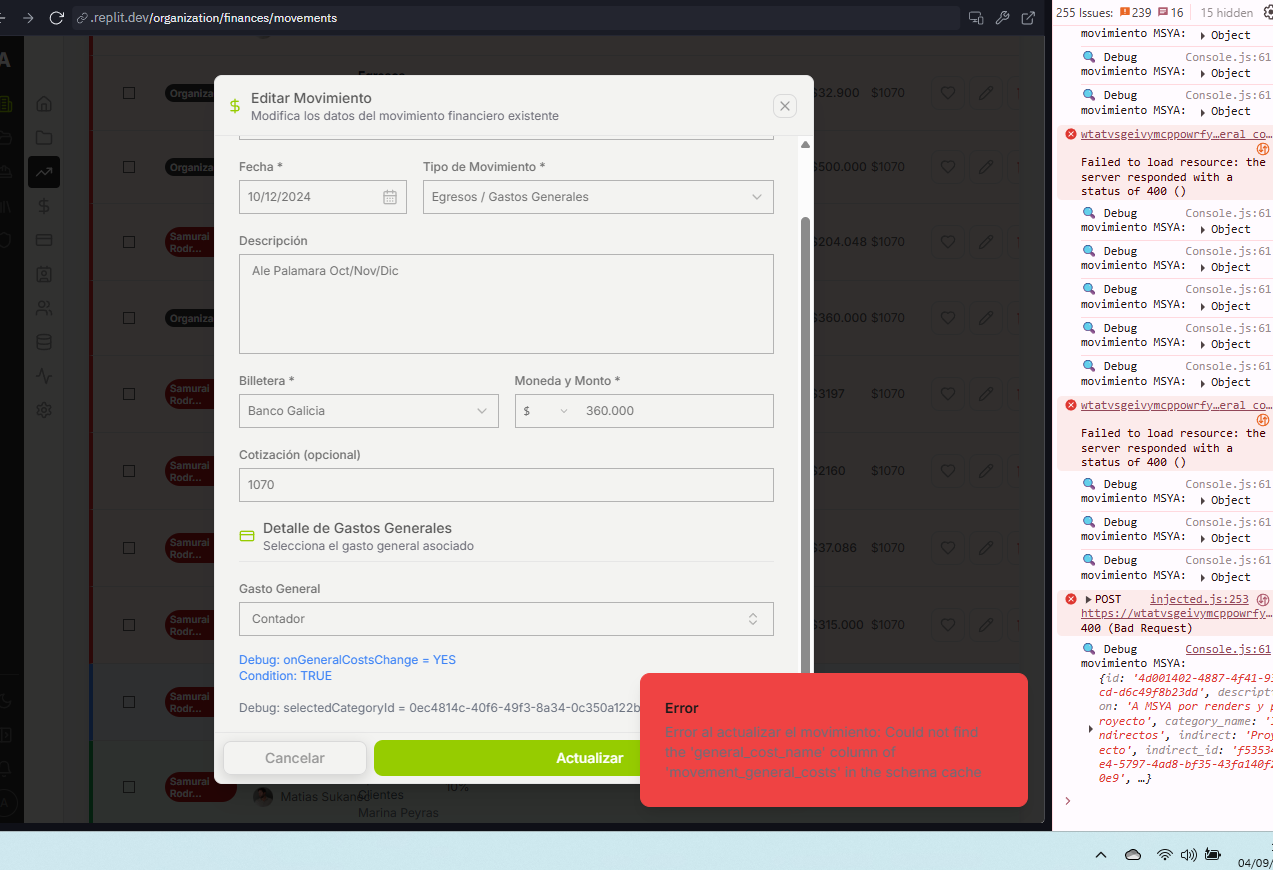 .replit.dev/organization/finances/movements
255 Issues: 239 16 15 hidden
Editar Movimiento
Modifica los datos del movimiento financiero existente
Fecha *
Tipo de Movimiento *
10/12/2024
Egresos / Gastos Generales
Descripción
Ale Palamara Oct/Nov/Dic
Billetera *
Moneda y Monto *
Banco Galicia
$
360.000
Cotización (opcional)
1070
Detalle de Gastos Generales
Selecciona el gasto general asociado
Gasto General
Contador
Debug: onGeneralCostsChange = YES
Condition: TRUE
Debug: selectedCategoryId = 0ec4814c-40f6-49f3-8a34-0c350a122b
Cancelar
Actualizar
Error
Error al actualizar el movimiento: Could not find
the 'general_cost_name' column of
'movement_general_costs' in the schema cache
Organiza
$32.900 $1070
Organiza
$500.000 $1070
Samurai
Rodr...
$204.048 $1070
Organiza
$360.000 $1070
Samurai
Rodr...
$3197 $1070
Samurai
Rodr...
$2160 $1070
Samurai
Rodr...
$37.086 $1070
Samurai
Rodr...
$315.000 $1070
Samurai
Rodr...
Samurai
Rodr...
Matias Sukanec
Clientes
Marina Peyras
10%
movimiento MSYA: Object
Debug Console.js:61
movimiento MSYA: Object
Debug Console.js:61
movimiento MSYA: Object
wtatvsgeivymcppowrfy…eral_co…
Failed to load resource: the
server responded with a
status of 400 ()
Debug Console.js:61
movimiento MSYA: Object
Debug Console.js:61
movimiento MSYA: Object
Debug Console.js:61
movimiento MSYA: Object
Debug Console.js:61
movimiento MSYA: Object
Debug Console.js:61
movimiento MSYA: Object
wtatvsgeivymcppowrfy…eral_co…
Failed to load resource: the
server responded with a
status of 400 ()
Debug Console.js:61
movimiento MSYA: Object
Debug Console.js:61
movimiento MSYA: Object
Debug Console.js:61
movimiento MSYA: Object
POST injected.js:253
https://wtatvsgeivymcppowrfy…
400 (Bad Request)
Debug Console.js:61
movimiento MSYA:
{id: '4d001402-4887-4f41-93
cd-d6c49f8b23dd', descripti
on: 'A MSYA por renders y p
royecto', category_name: 'I
ndirectos', indirect: 'Proy
ecto', indirect_id: 'f53534
e4-5797-4ad8-bf35-43fa140f2
0e9', …}
04/09/